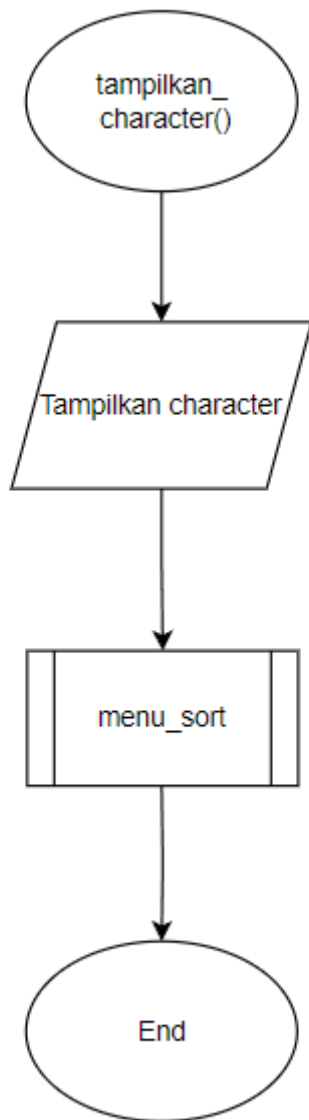 tampilkan_
character()
Tampilkan character
menu_sort
End